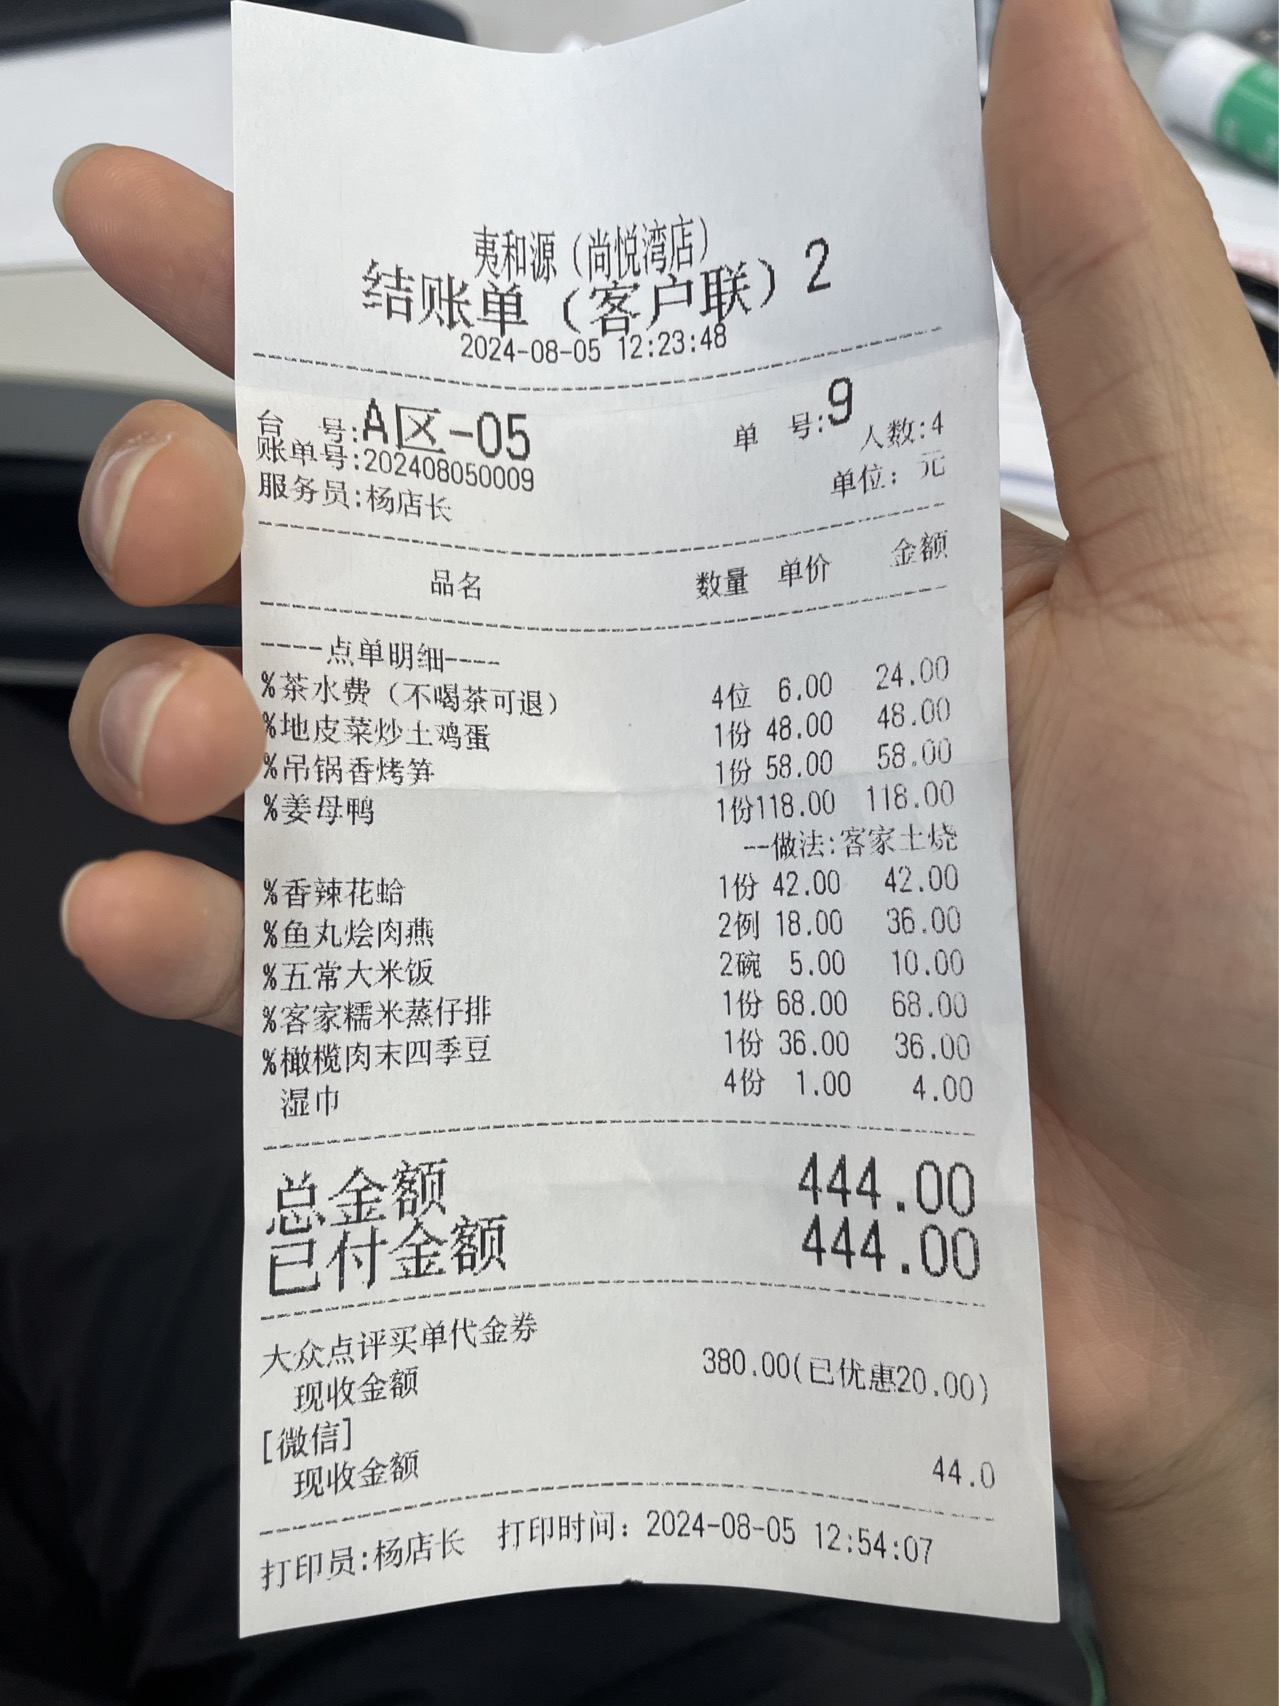 夷和源（尚悦湾店）
结账单（客户联）2
2024-08-05 12:23:48
台 号:A区-05 单 号:9
账单号:202408050009 人数:4
服务员:杨店长 单位: 元
品名 数量 单价 金额
----点单明细----
%茶水费（不喝茶可退） 4位 6.00 24.00
%地皮菜炒土鸡蛋 1份 48.00 48.00
%吊锅香烤笋 1份 58.00 58.00
%姜母鸭 1份118.00 118.00
--做法:客家土烧
%香辣花蛤 1份 42.00 42.00
%鱼丸烩肉燕 2例 18.00 36.00
%五常大米饭 2碗 5.00 10.00
%客家糯米蒸仔排 1份 68.00 68.00
%橄榄肉末四季豆 1份 36.00 36.00
湿巾 4份 1.00 4.00
总金额 444.00
已付金额 444.00
大众点评买单代金券
现收金额 380.00(已优惠20.00)
[微信]
现收金额 44.0
打印员:杨店长 打印时间: 2024-08-05 12:54:07